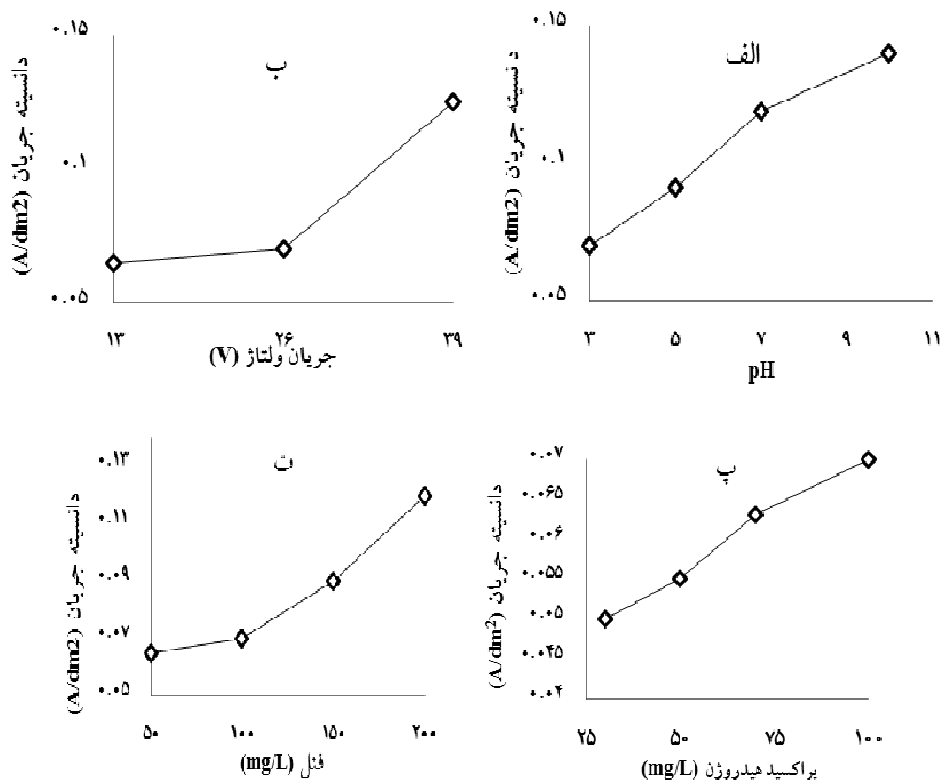 الف
دانسیته جریان (A/dm2)
۰.۱۵
۰.۱
۰.۰۵
۳ ۵ ۷ ۹ ۱۱
pH
ب
دانسیته جریان (A/dm2)
۰.۱۵
۰.۱
۰.۰۵
۱۳ ۲۶ ۳۹
جریان ولتاژ (V)
پ
دانسیته جریان (A/dm²)
۰.۰۷
۰.۰۶۵
۰.۰۶
۰.۰۵۵
۰.۰۵
۰.۰۴۵
۰.۰۴
۲۵ ۵۰ ۷۵ ۱۰۰
پراکسید هیدروژن (mg/L)
ت
دانسیته جریان (A/dm2)
۰.۱۳
۰.۱۱
۰.۰۹
۰.۰۷
۰.۰۵
۵۰ ۱۰۰ ۱۵۰ ۲۰۰
فنل (mg/L)